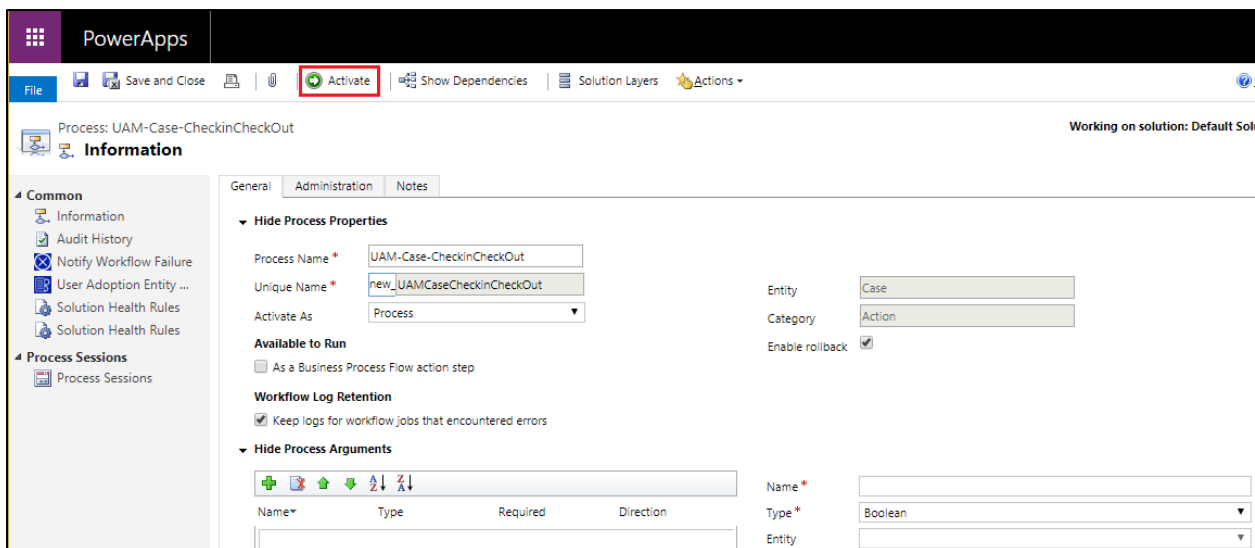 PowerApps
File Save and Close Activate Show Dependencies Solution Layers Actions
Process: UAM-Case-CheckinCheckOut
Working on solution: Default Solu
Information
Common
Information
Audit History
Notify Workflow Failure
User Adoption Entity ...
Solution Health Rules
Solution Health Rules
Process Sessions
Process Sessions
General Administration Notes
Hide Process Properties
Process Name * UAM-Case-CheckinCheckOut
Unique Name * new_ UAMCaseCheckinCheckOut
Activate As Process
Available to Run
As a Business Process Flow action step
Workflow Log Retention
Keep logs for workflow jobs that encountered errors
Entity Case
Category Action
Enable rollback
Hide Process Arguments
A Z Z A
Name Type Required Direction
Name *
Type * Boolean
Entity